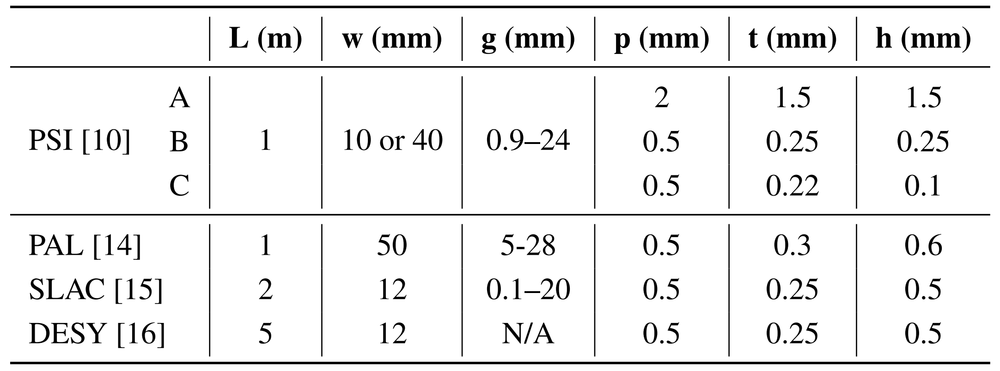 L (m) w (mm) g (mm) p (mm) t (mm) h (mm)
A 2 1.5 1.5
PSI [10] B 1 10 or 40 0.9–24 0.5 0.25 0.25
C 0.5 0.22 0.1
PAL [14] 1 50 5-28 0.5 0.3 0.6
SLAC [15] 2 12 0.1–20 0.5 0.25 0.5
DESY [16] 5 12 N/A 0.5 0.25 0.5